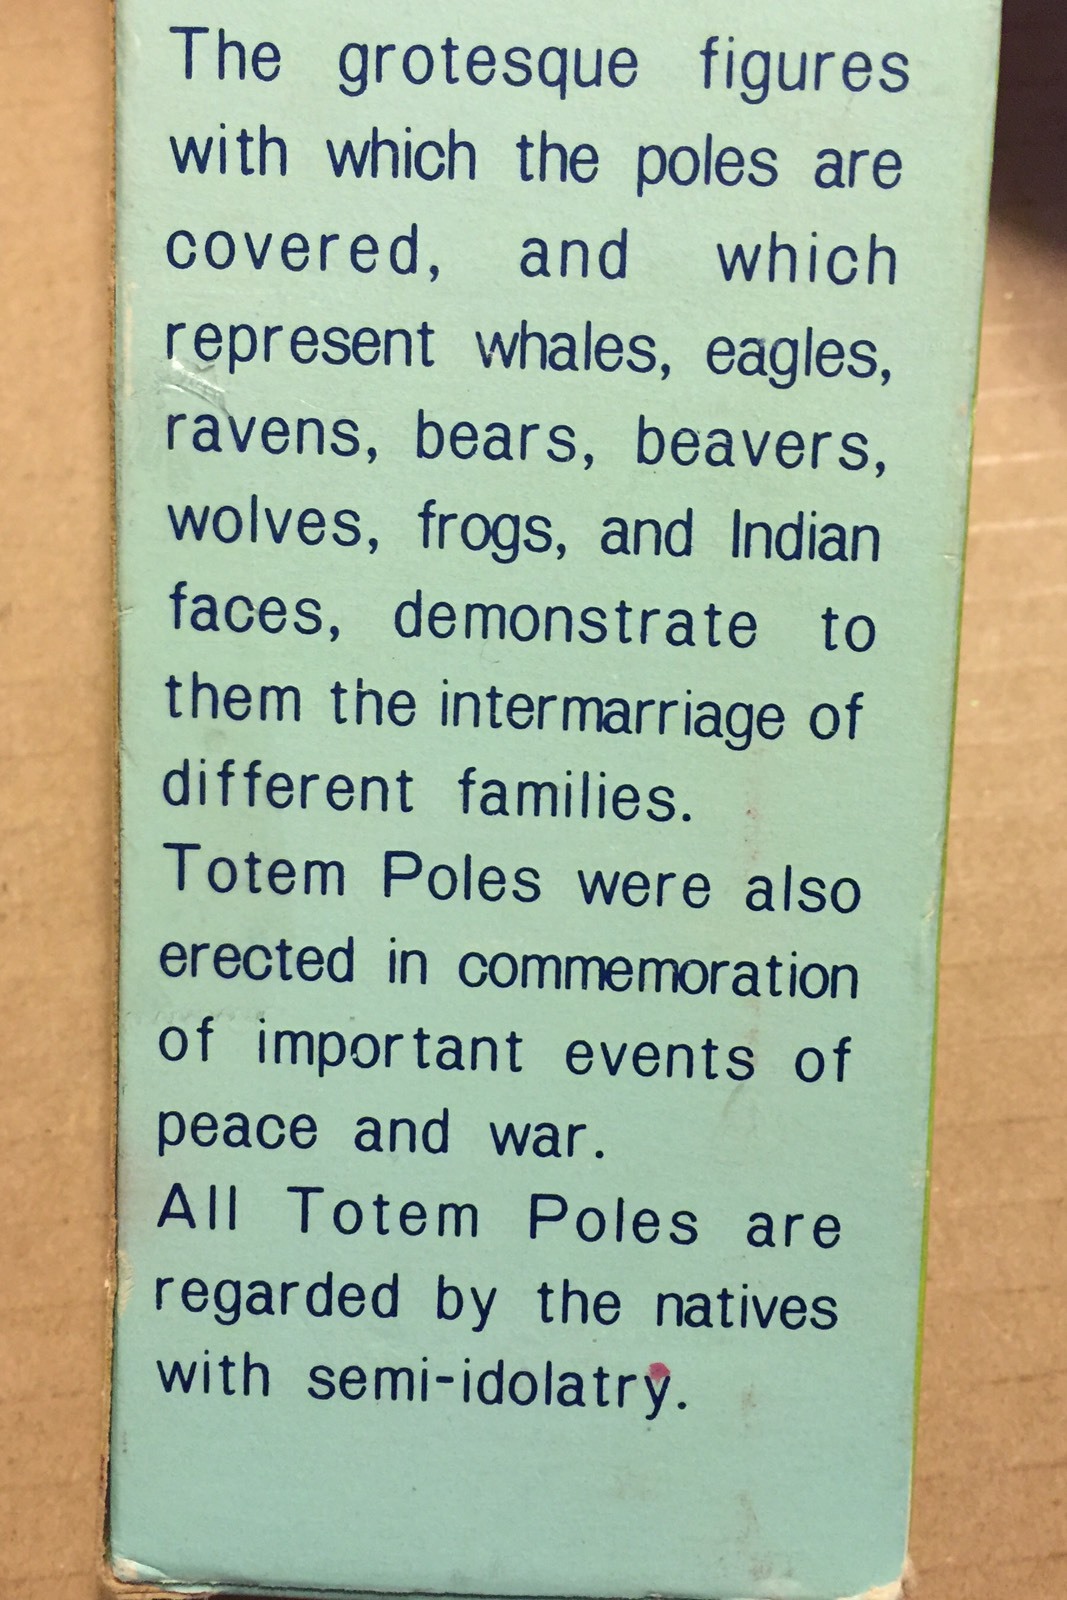 The grotesque figures
with which the poles are
covered, and which
represent whales, eagles,
ravens, bears, beavers,
wolves, frogs, and Indian
faces, demonstrate to
them the intermarriage of
different families.
Totem Poles were also
erected in commemoration
of important events of
peace and war.
All Totem Poles are
regarded by the natives
with semi-idolatry.